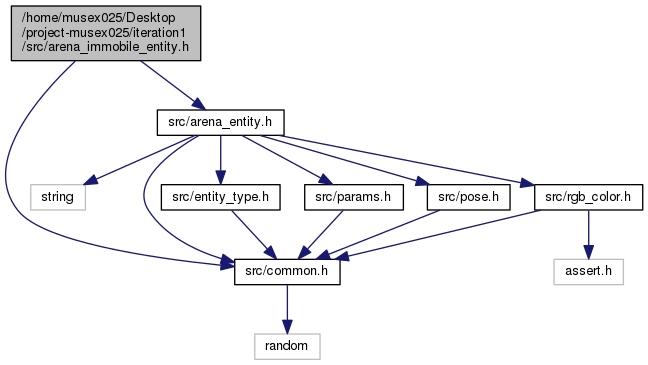 /home/musex025/Desktop
/project-musex025/iteration1
/src/arena_immobile_entity.h
src/arena_entity.h
string
src/entity_type.h
src/params.h
src/pose.h
src/rgb_color.h
src/common.h
assert.h
random